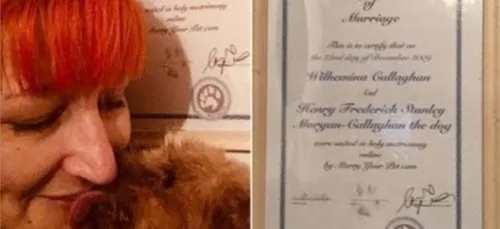 united in holy matrimony
online
Marry Your Pet.com
of
Marriage
This is to certify that on
the 22nd day of December 2009
Wilhemina Callaghan
And
Henry Frederick Stanley
Morgan-Callaghan the dog
were united in holy matrimony
online
by Marry Your Pet.com